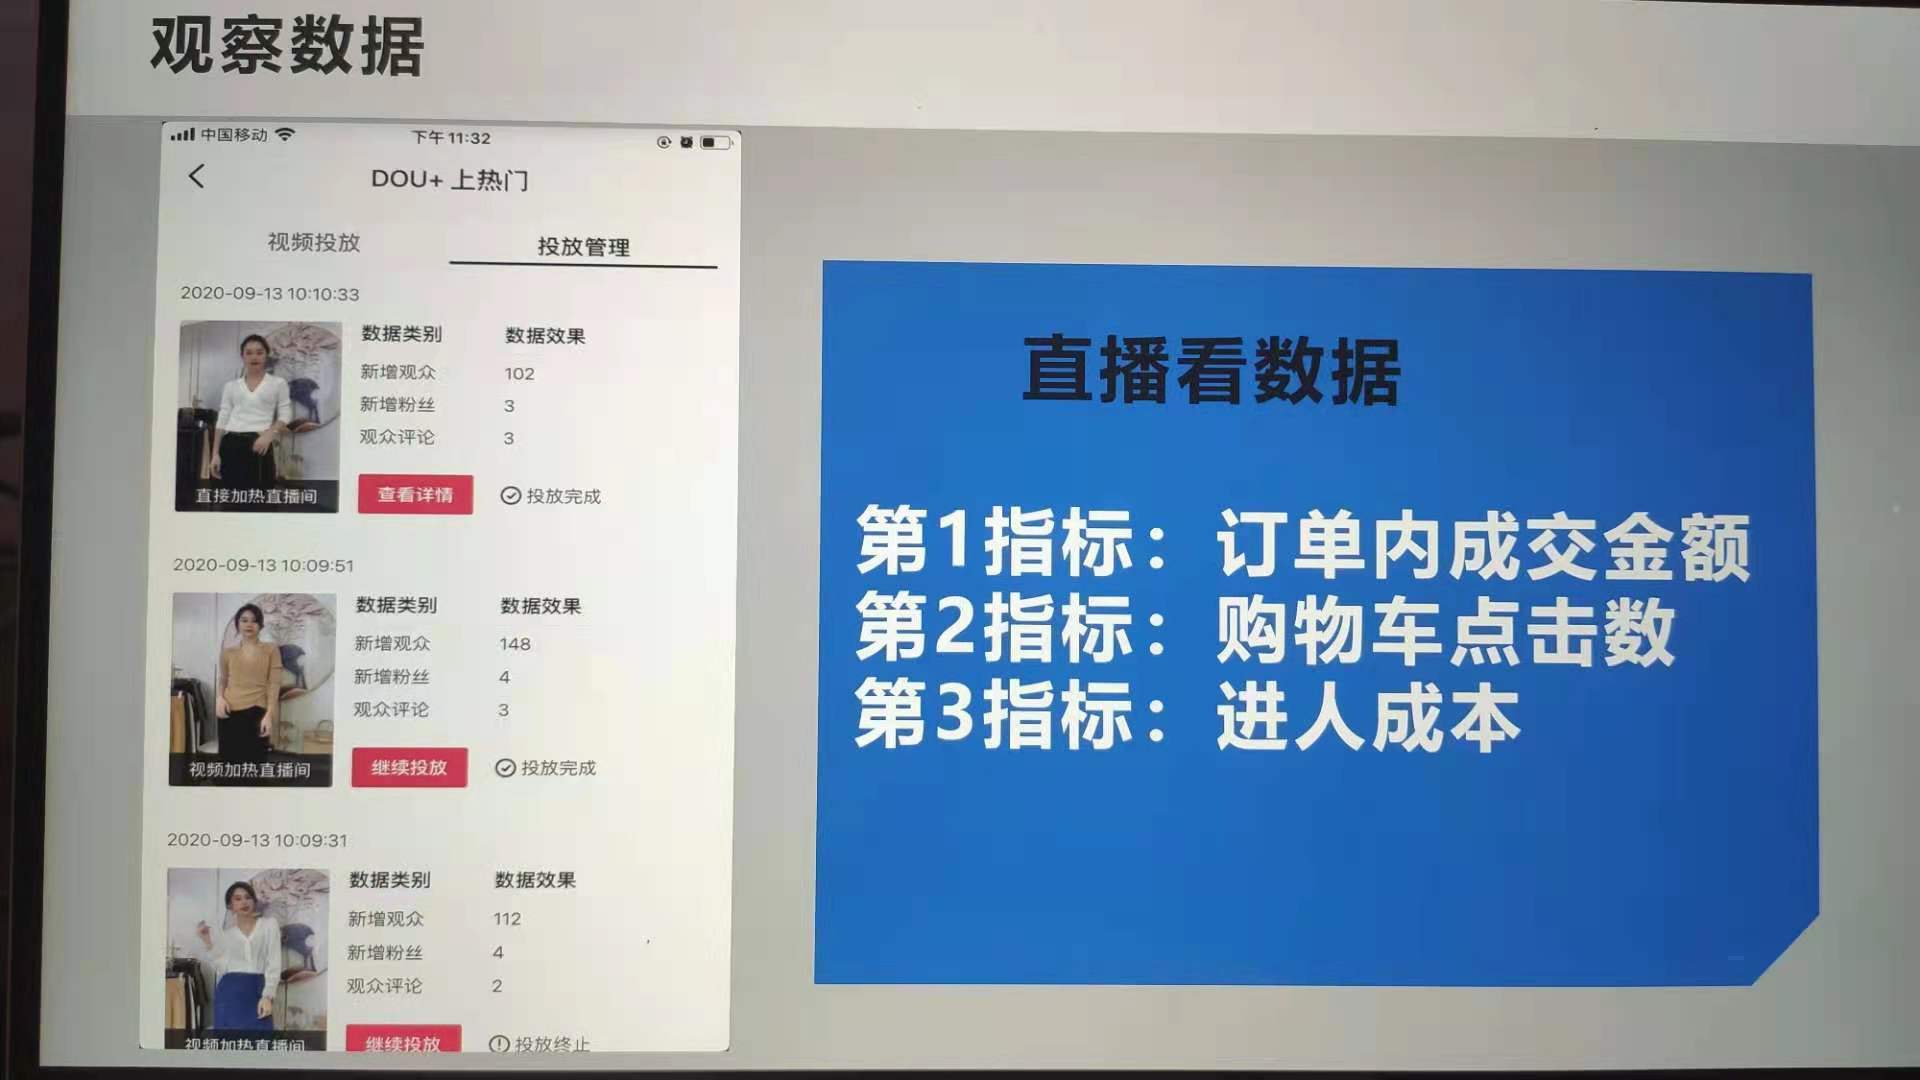 观察数据
中国移动
下午11:32
DOU+ 上热门
视频投放
投放管理
2020-09-13 10:10:33
数据类别 数据效果
新增观众 102
新增粉丝 3
观众评论 3
直接加热直播间
查看详情
投放完成
2020-09-13 10:09:51
数据类别 数据效果
新增观众 148
新增粉丝 4
观众评论 3
视频加热直播间
继续投放
投放完成
2020-09-13 10:09:31
数据类别 数据效果
新增观众 112
新增粉丝 4
观众评论 2
视频加热直播间
继续投放
投放终止
直播看数据
第1指标：订单内成交金额
第2指标：购物车点击数
第3指标：进人成本